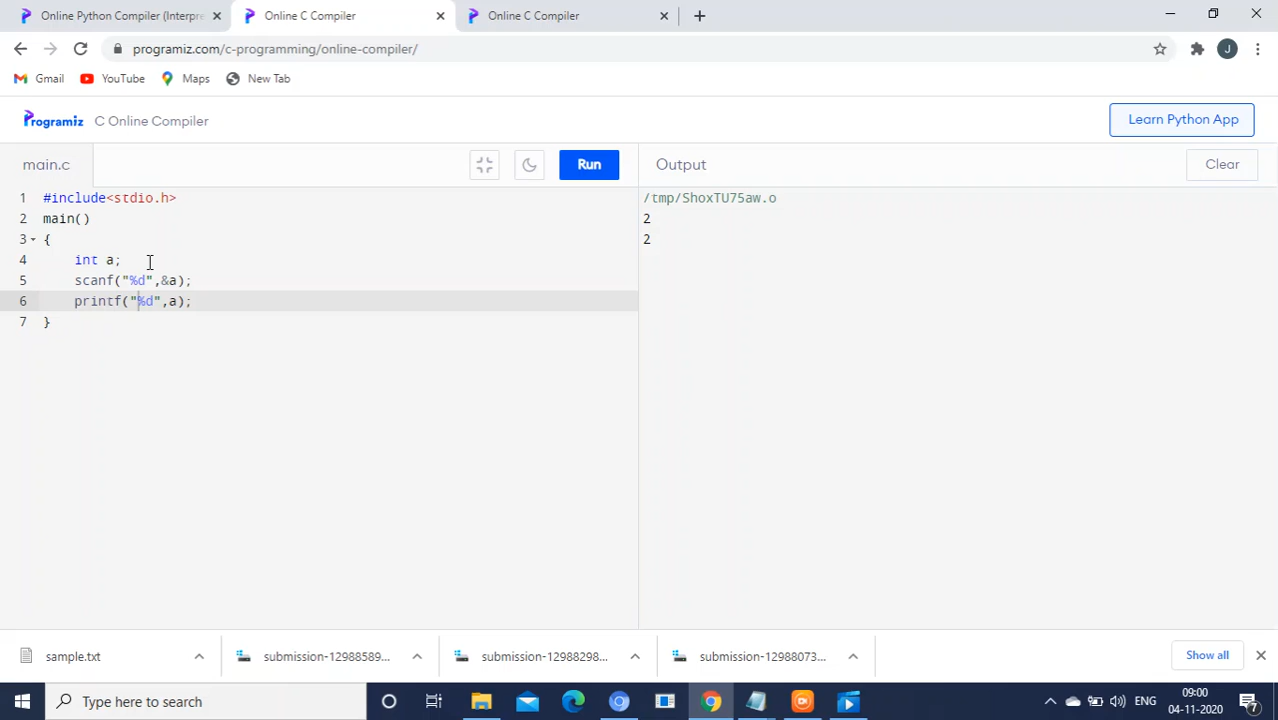 Online Python Compiler (Interpre
Online C Compiler
Online C Compiler
programiz.com/c-programming/online-compiler/
J
Gmail
YouTube
Maps
New Tab
Programiz
C Online Compiler
Learn Python App
main.c
Run
Output
Clear
1 #include<stdio.h>
2 main()
3 {
4 int a;
5 scanf("%d",&a);
6 printf("%d",a);
7 }
/tmp/ShoxTU75aw.o
2
2
sample.txt
submission-12988589...
submission-12988298...
submission-12988073...
Show all
Type here to search
ENG
09:00
04-11-2020
7